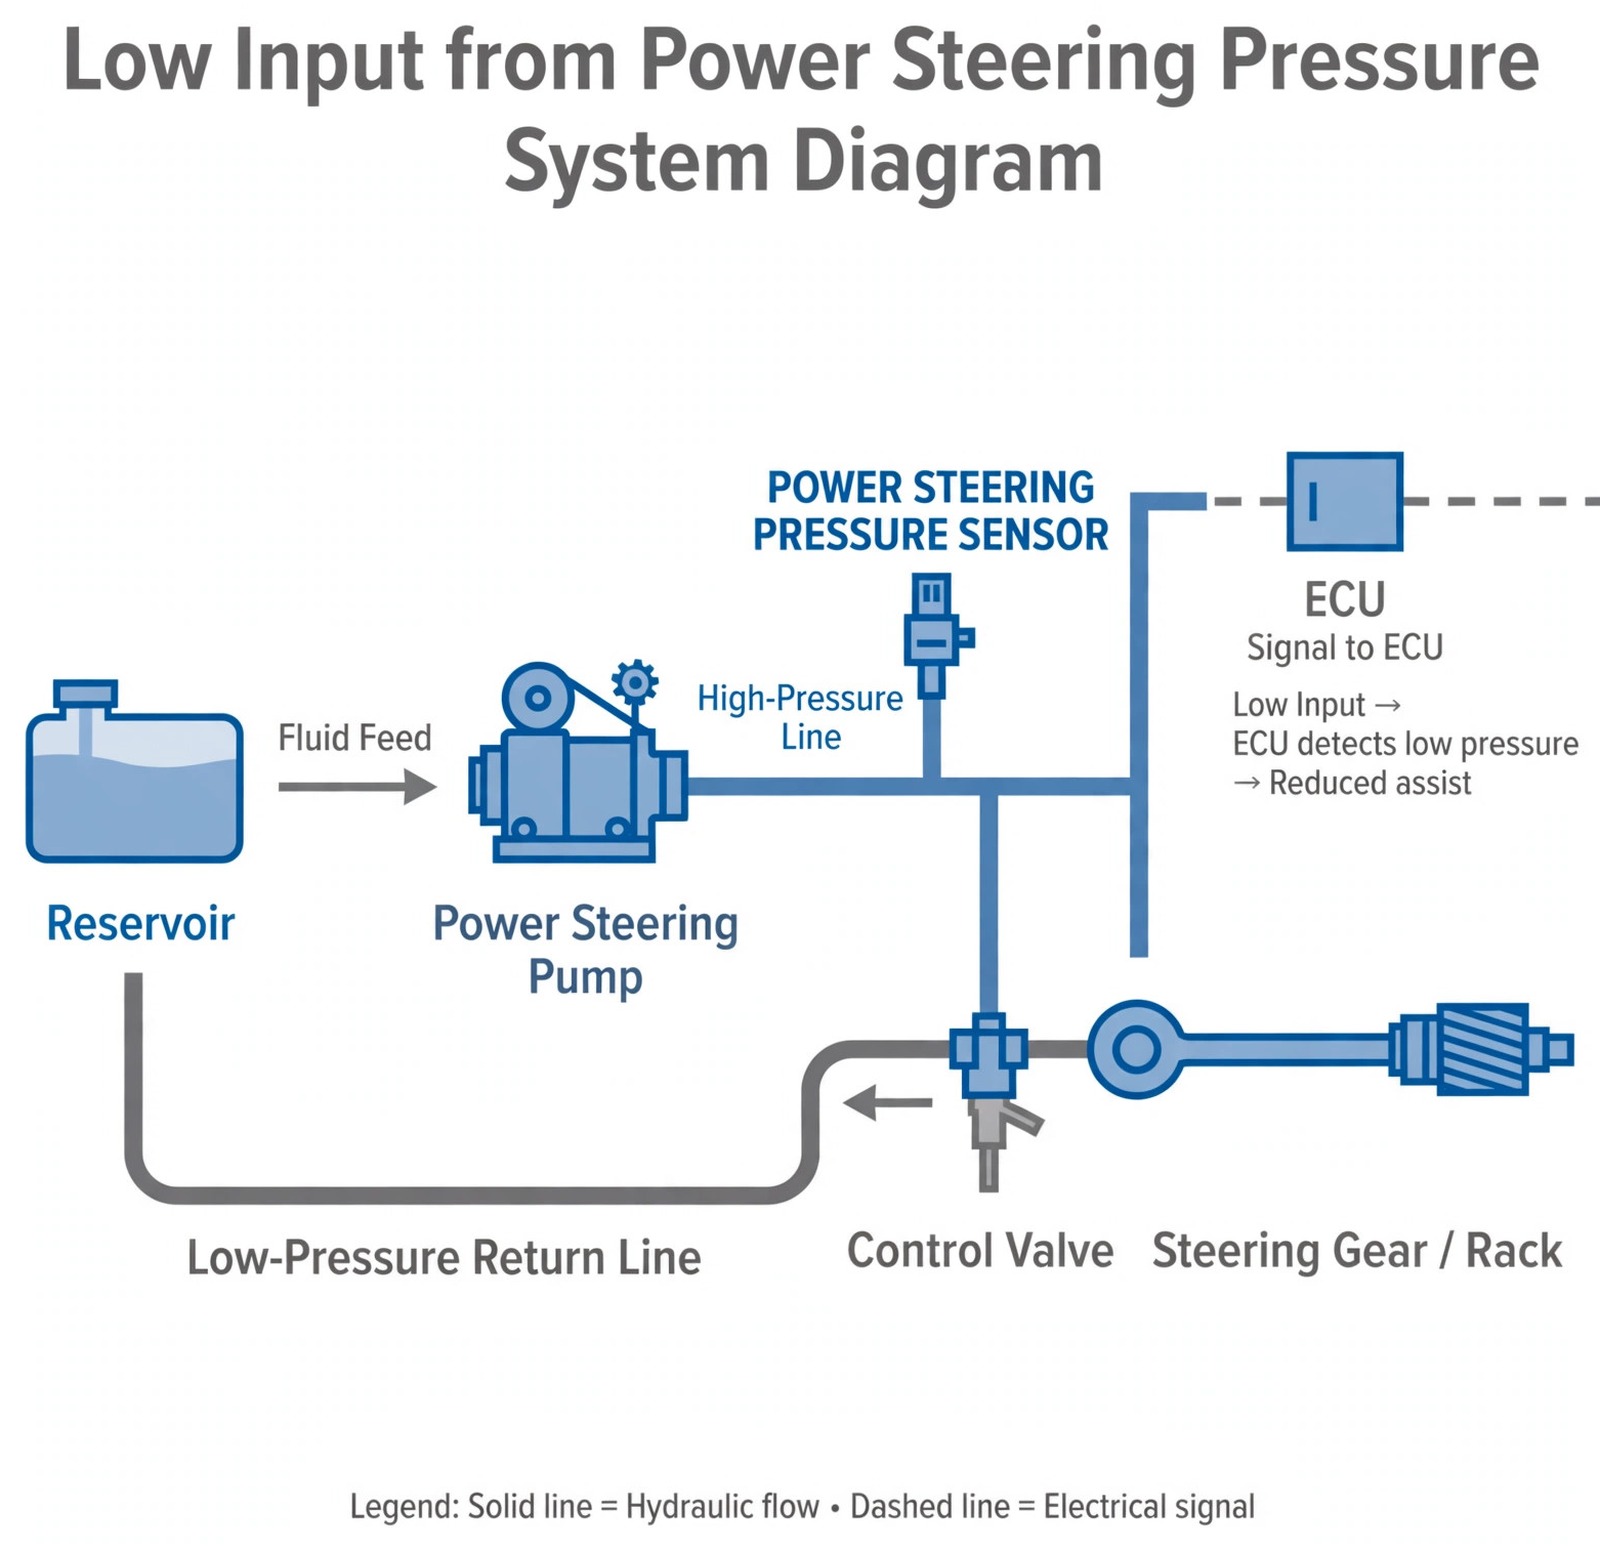 Low Input from Power Steering Pressure
System Diagram
POWER STEERING
PRESSURE SENSOR
ECU
Signal to ECU
Low Input →
ECU detects low pressure
→ Reduced assist
High-Pressure
Line
Fluid Feed
Reservoir
Power Steering
Pump
Low-Pressure Return Line
Control Valve
Steering Gear / Rack
Legend: Solid line = Hydraulic flow • Dashed line = Electrical signal